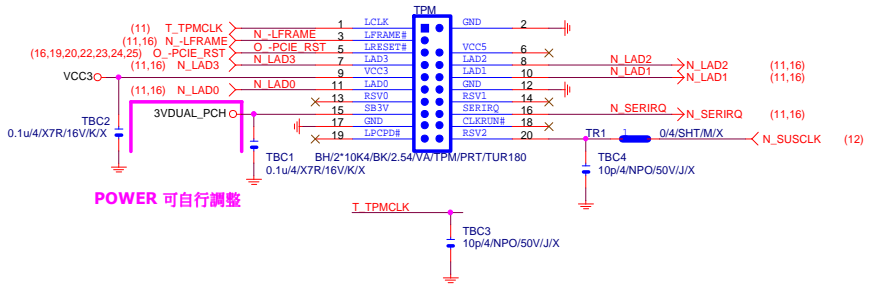 TPM
(11) T_TPMCLK 1 LCLK GND 2
(11,16) N_-LFRAME N_-LFRAME 3 LFRAME#
(16,19,20,22,23,24,25) O_-PCIE_RST O_-PCIE_RST 5 LRESET# VCC5 6
(11,16) N_LAD3 7 LAD3 LAD2 8 N_LAD2 N_LAD2 (11,16)
VCC3 9 VCC3 LAD1 10 N_LAD1 N_LAD1 (11,16)
(11,16) N_LAD0 N_LAD0 11 LAD0 GND 12
13 RSV0 RSV1 14
3VDUAL_PCH 15 SB3V SERIRQ 16 N_SERIRQ N_SERIRQ (11,16)
17 GND CLKRUN# 18
19 LPCPD# RSV2 20 TR1 1 0/4/SHT/M/X N_SUSCLK (12)
TBC2
0.1u/4/X7R/16V/K/X
BH/2*10K4/BK/2.54/VA/TPM/PRT/TUR180
TBC1
0.1u/4/X7R/16V/K/X
TBC4
10p/4/NPO/50V/J/X
POWER 可自行調整
T_TPMCLK
TBC3
10p/4/NPO/50V/J/X